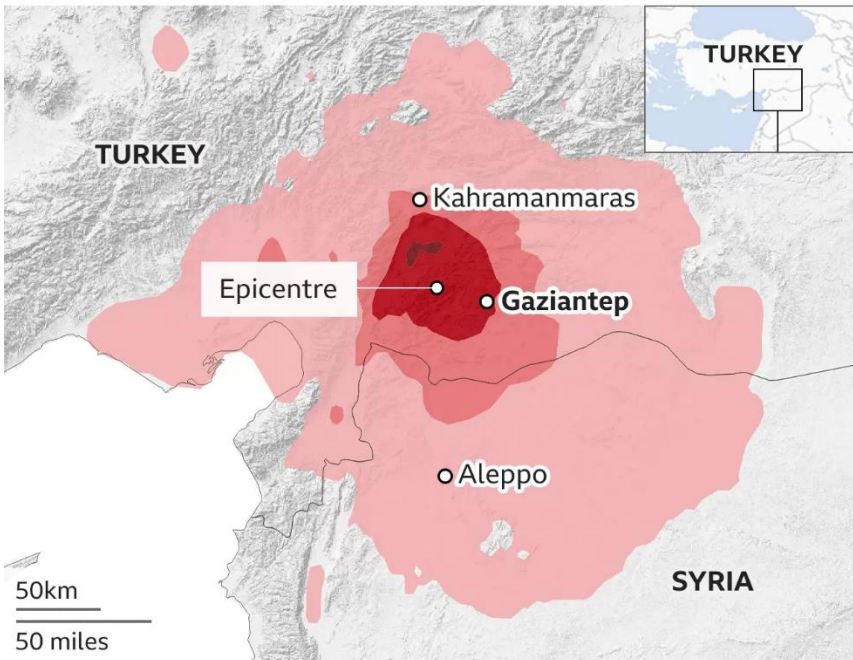 TURKEY
TURKEY
Kahramanmaras
Epicentre
Gaziantep
Aleppo
SYRIA
50km
50 miles